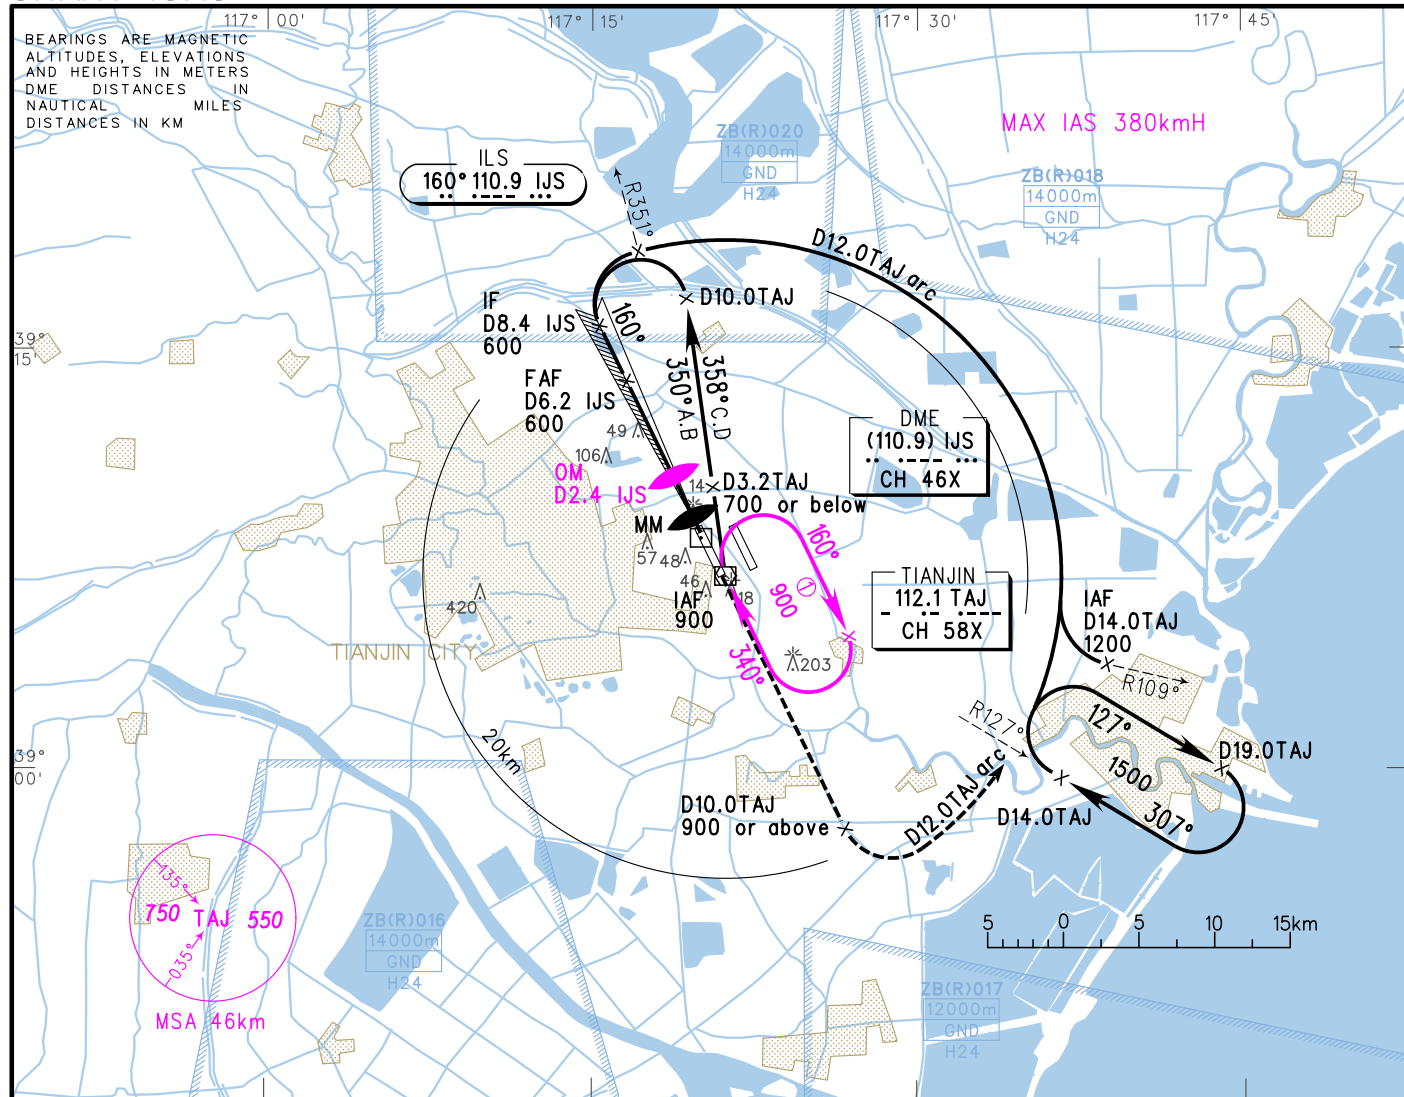 117° 00'
117° 15'
117° 30'
117° 45'
BEARINGS ARE MAGNETIC
ALTITUDES, ELEVATIONS
AND HEIGHTS IN METERS
DME DISTANCES IN
NAUTICAL MILES
DISTANCES IN KM
MAX IAS 380kmH
ZB(R)020
14000m
GND
H24
ILS
160° 110.9 IJS
ZB(R)018
14000m
GND
H24
R351°
D12.0TAJ arc
D10.0TAJ
IF
D8.4 IJS
600
160°
39°
15'
358°C.D
350°A.B
FAF
D6.2 IJS
600
49
106
OM
D2.4 IJS
DME
(110.9) IJS
CH 46X
14
D3.2TAJ
700 or below
MM
57
48
46
18
160°
900 ①
340°
IAF
900
TIANJIN
112.1 TAJ
CH 58X
IAF
D14.0TAJ
1200
R109°
420
TIANJIN CITY
203
R127°
127°
D19.0TAJ
1500
307°
D14.0TAJ
39°
00'
20km
D10.0TAJ
900 or above
D12.0TAJ arc
135°
750 TAJ 550
035°
MSA 46km
ZB(R)016
14000m
GND
H24
5 0 5 10 15km
ZB(R)017
12000m
GND
H24